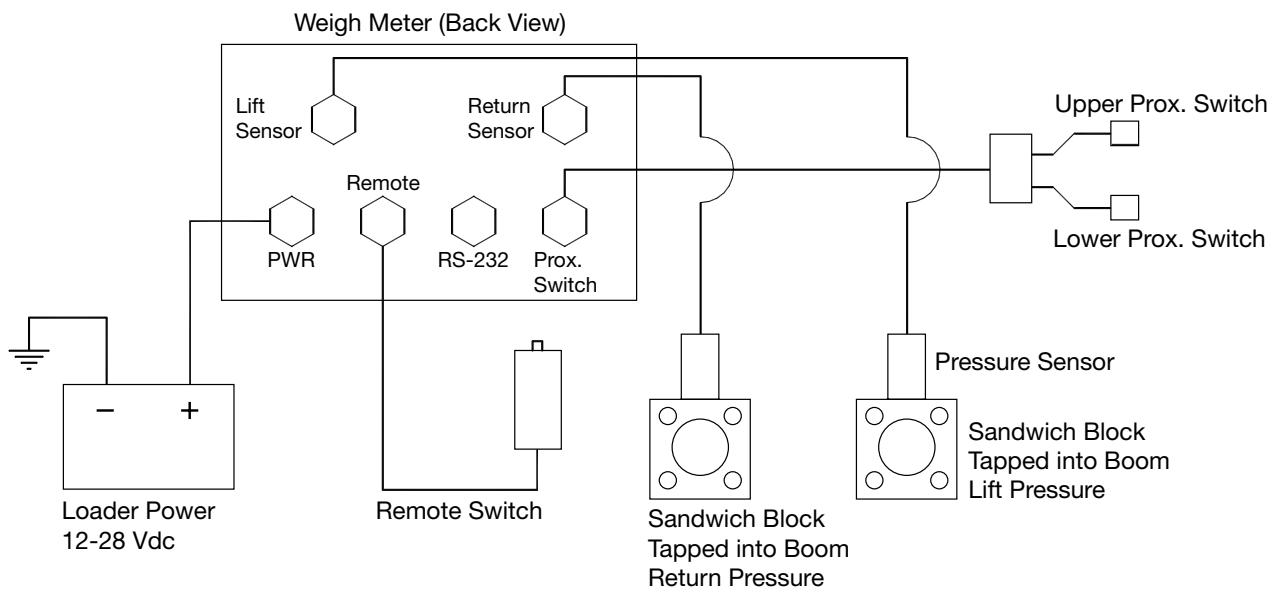 Weigh Meter (Back View)
Lift
Sensor
Return
Sensor
Upper Prox. Switch
Remote
Lower Prox. Switch
PWR
RS-232
Prox.
Switch
Pressure Sensor
− +
Sandwich Block
Tapped into Boom
Lift Pressure
Loader Power
12-28 Vdc
Remote Switch
Sandwich Block
Tapped into Boom
Return Pressure